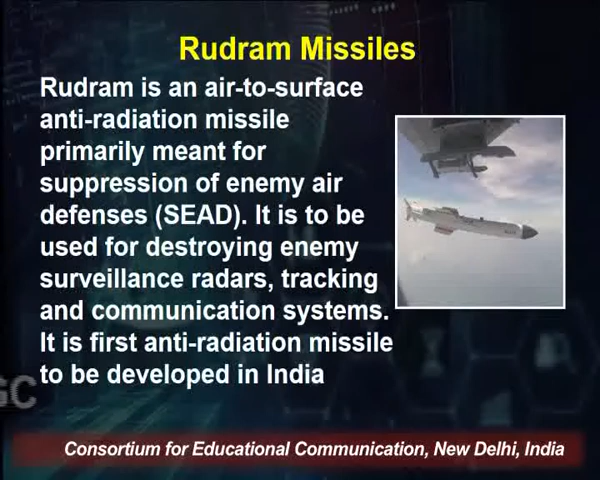 Rudram Missiles
Rudram is an air-to-surface
anti-radiation missile
primarily meant for
suppression of enemy air
defenses (SEAD). It is to be
used for destroying enemy
surveillance radars, tracking
and communication systems.
It is first anti-radiation missile
to be developed in India
GC
Consortium for Educational Communication, New Delhi, India